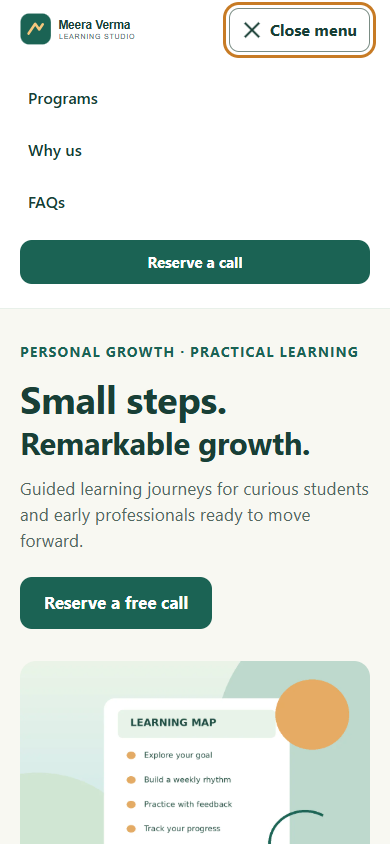 Meera Verma
LEARNING STUDIO
Close menu
Programs
Why us
FAQs
Reserve a call
PERSONAL GROWTH · PRACTICAL LEARNING
Small steps.
Remarkable growth.
Guided learning journeys for curious students
and early professionals ready to move
forward.
Reserve a free call
LEARNING MAP
Explore your goal
Build a weekly rhythm
Practice with feedback
Track your progress